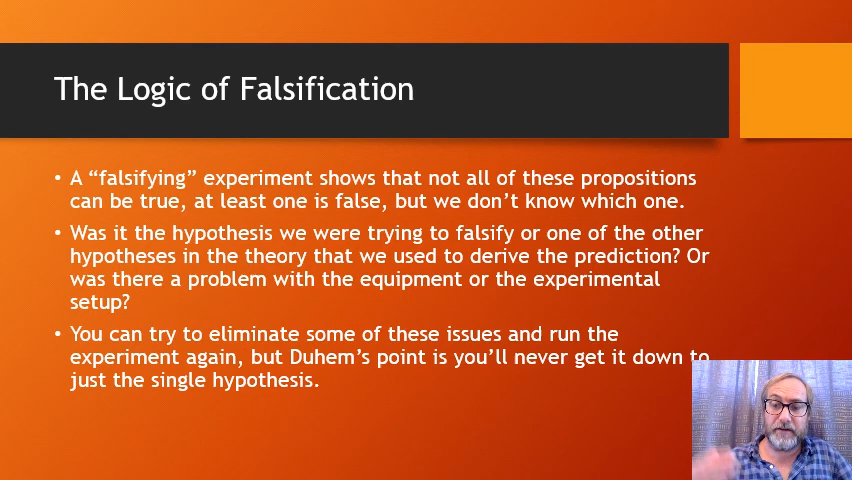 The Logic of Falsification
• A “falsifying” experiment shows that not all of these propositions
can be true, at least one is false, but we don’t know which one.
• Was it the hypothesis we were trying to falsify or one of the other
hypotheses in the theory that we used to derive the prediction? Or
was there a problem with the equipment or the experimental
setup?
• You can try to eliminate some of these issues and run the
experiment again, but Duhem’s point is you’ll never get it down to
just the single hypothesis.